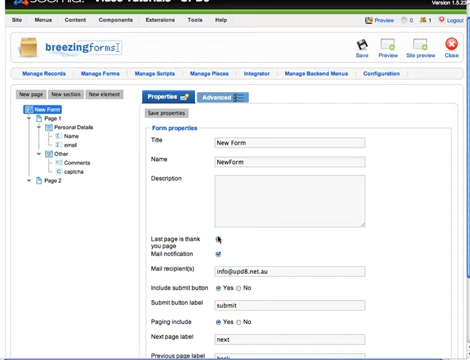 Version 1.5.23
Site Menus Content Components Extensions Tools Help Preview 0 1 Logout
breezingforms Save Preview Site preview Close
Manage Records Manage Forms Manage Scripts Manage Pieces Integrator Manage Backend Menus Configuration
New page New section New element Properties Advanced
Save properties
New Form
Page 1
Personal Details
Name
email
Other
Comments
captcha
Page 2
Form properties
Title New Form
Name NewForm
Description
Last page is thank
you page
Mail notification
Mail recipient(s) info@upd8.net.au
Include submit button Yes No
Submit button label submit
Paging include Yes No
Next page label next
Previous page label back